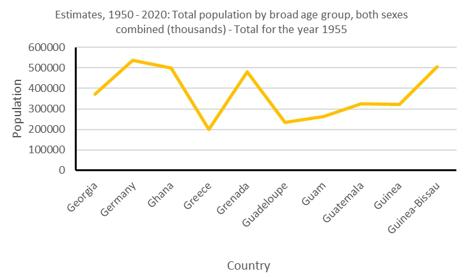 Estimates, 1950 - 2020: Total population by broad age group, both sexes
combined (thousands) - Total for the year 1955
600000
500000
400000
300000
200000
100000
0
Population
Georgia
Germany
Ghana
Greece
Grenada
Guadeloupe
Guam
Guatemala
Guinea
Guinea-Bissau
Country